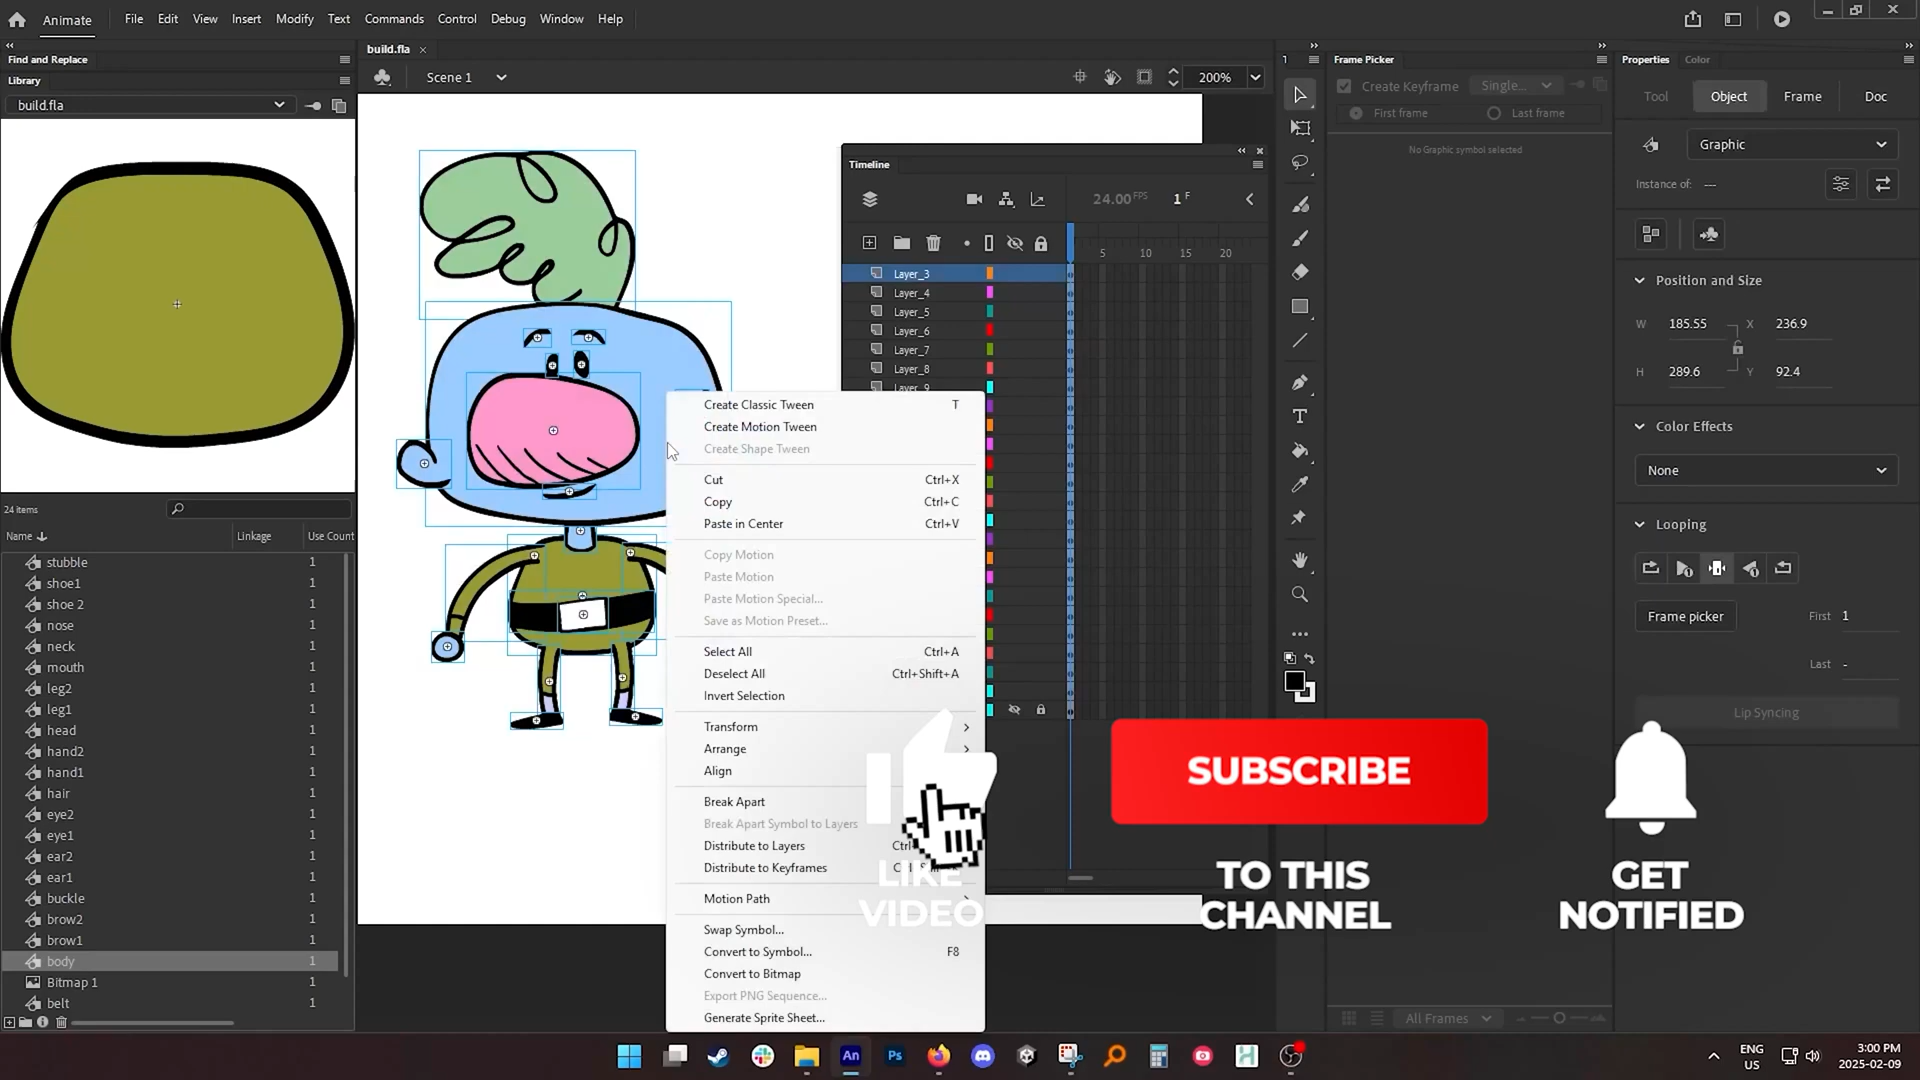 Animate File Edit View Insert Modify Text Commands Control Debug Window Help
Find and Replace
Library
build.fla
24 items
Name Linkage Use Count
stubble 1
shoe1 1
shoe 2 1
nose 1
neck 1
mouth 1
leg2 1
leg1 1
head 1
hand2 1
hand1 1
hair 1
eye2 1
eye1 1
ear2 1
ear1 1
buckle 1
brow2 1
brow1 1
body 1
Bitmap 1 1
belt 1
build.fla
Scene 1
200%
Timeline
24.00 FPS 1 F
5 10 15 20
Layer_3
Layer_4
Layer_5
Layer_6
Layer_7
Layer_8
Layer_9
Create Classic Tween T
Create Motion Tween
Create Shape Tween
Cut Ctrl+X
Copy Ctrl+C
Paste in Center Ctrl+V
Copy Motion
Paste Motion
Paste Motion Special...
Save as Motion Preset...
Select All Ctrl+A
Deselect All Ctrl+Shift+A
Invert Selection
Transform
Arrange
Align
Break Apart
Break Apart Symbol to Layers
Distribute to Layers
Distribute to Keyframes
Motion Path
Swap Symbol...
Convert to Symbol... F8
Convert to Bitmap
Export PNG Sequence...
Generate Sprite Sheet...
LIKE
VIDEO
SUBSCRIBE
TO THIS
CHANNEL
GET
NOTIFIED
1
Frame Picker
Create Keyframe Single...
First frame Last frame
No Graphic symbol selected
All Frames
Properties Color
Tool Object Frame Doc
Graphic
Instance of: ---
Position and Size
W 185.55 X 236.9
H 289.6 Y 92.4
Color Effects
None
Looping
Frame picker First 1
Last -
Lip Syncing
An Ps
ENG
US
3:00 PM
2025-02-09